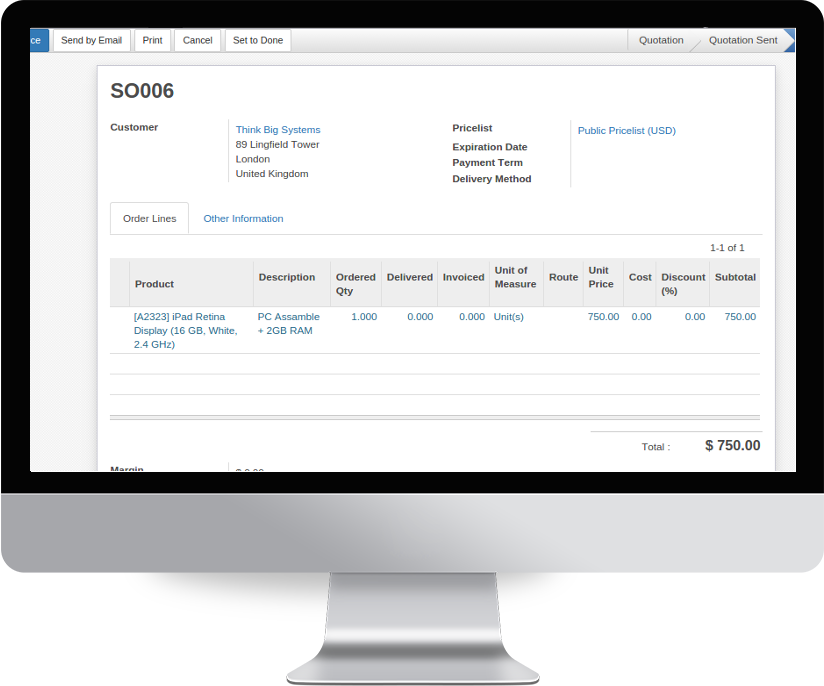 ce Send by Email Print Cancel Set to Done Quotation Quotation Sent
SO006
Customer
Think Big Systems
89 Lingfield Tower
London
United Kingdom
Pricelist Public Pricelist (USD)
Expiration Date
Payment Term
Delivery Method
Order Lines Other Information
1-1 of 1
Product Description Ordered Qty Delivered Invoiced Unit of Measure Route Unit Price Cost Discount (%) Subtotal
[A2323] iPad Retina PC Assamble 1.000 0.000 0.000 Unit(s) 750.00 0.00 0.00 750.00
Display (16 GB, White, + 2GB RAM
2.4 GHz)
Total : $ 750.00
Margin